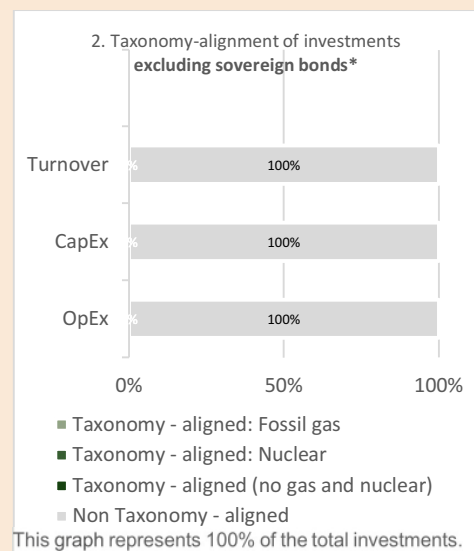 2. Taxonomy-alignment of investments
excluding sovereign bonds*
Turnover
%
100%
CapEx
%
100%
OpEx
%
100%
0%
50%
100%
Taxonomy - aligned: Fossil gas
Taxonomy - aligned: Nuclear
Taxonomy - aligned (no gas and nuclear)
Non Taxonomy - aligned
This graph represents 100% of the total investments.